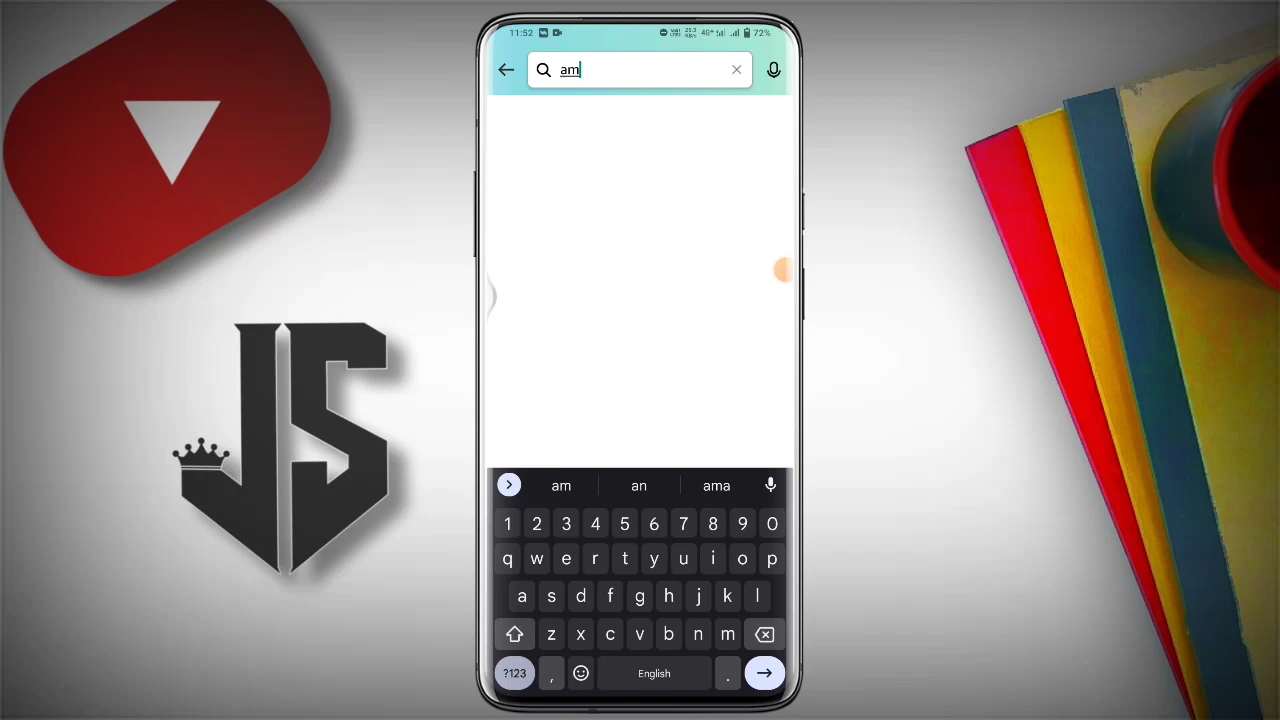 JS
11:52 72%
am
am an ama
1 2 3 4 5 6 7 8 9 0
q w e r t y u i o p
a s d f g h j k l
z x c v b n m
?123 , English .